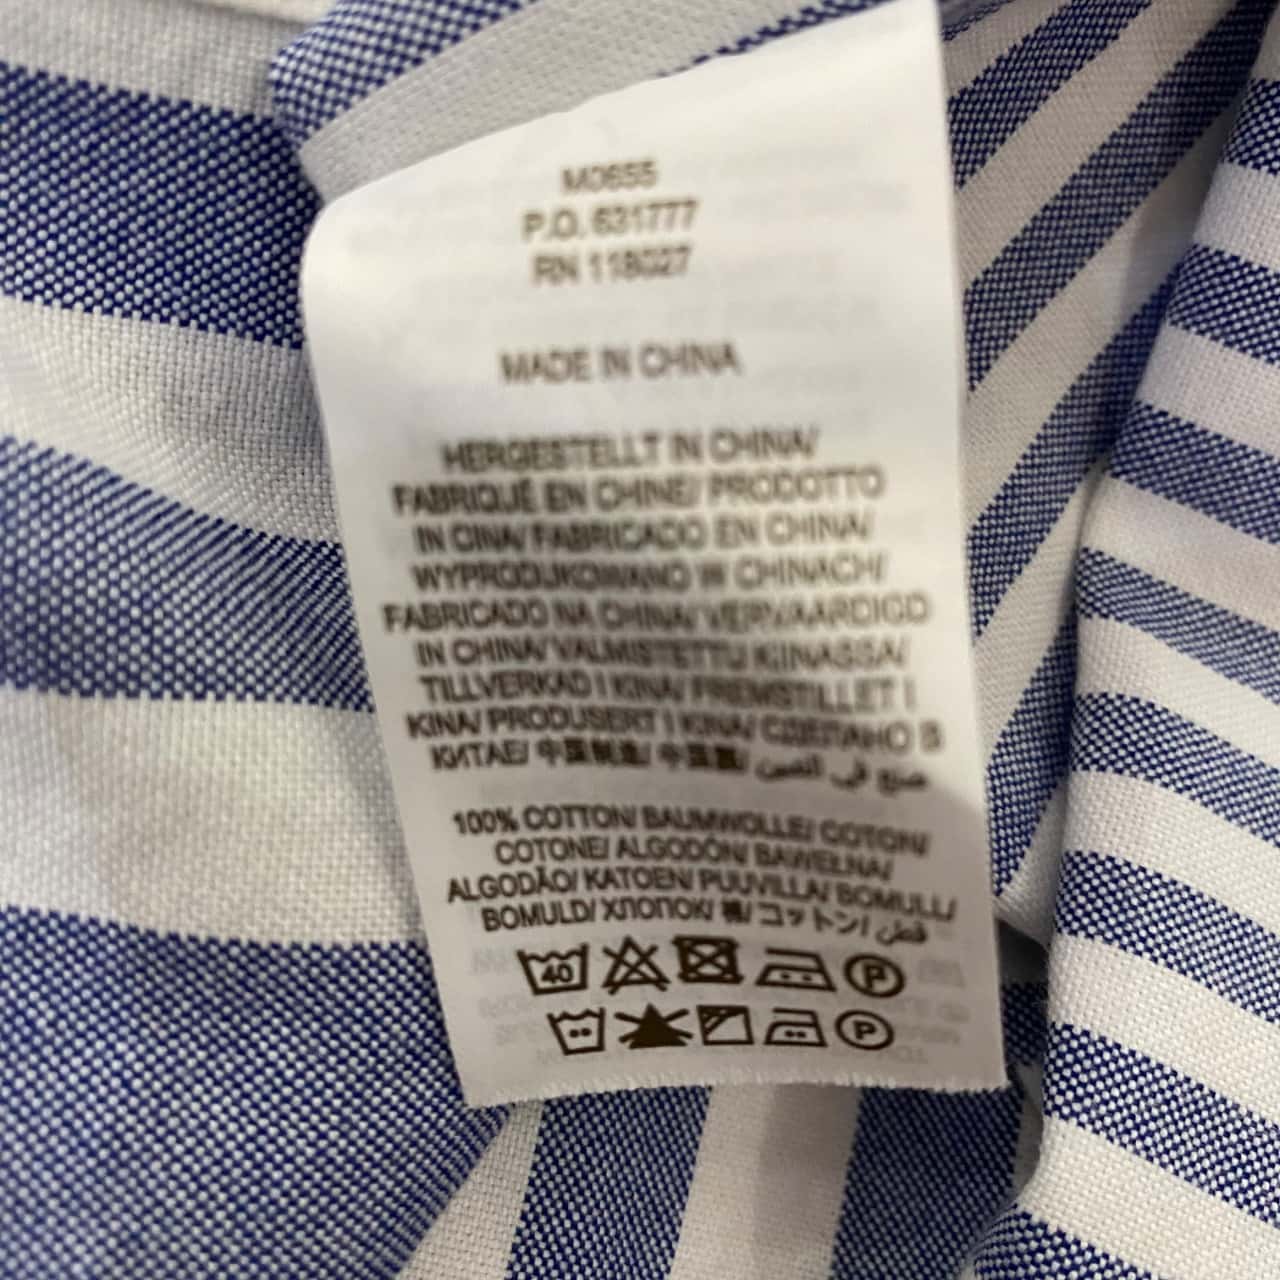 M0655
P.O. 631777
RN 118027
MADE IN CHINA
HERGESTELLT IN CHINA/
FABRIQUÉ EN CHINE/ PRODOTTO
IN CINA/ FABRICADO EN CHINA/
WYPRODUKOWANO W CHINACH/
FABRICADO NA CHINA/ VERVAARDIGD
IN CHINA/ VALMISTETTU KIINASSA/
TILLVERKAD I KINA/ FREMSTILLET I
KINA/ PRODUSERT I KINA/ СДЕЛАНО В
КИТАЕ/ 中国制造/ 中国製/ صنع في الصين
100% COTTON/ BAUMWOLLE/ COTON/
COTONE/ ALGODÓN/ BAWEŁNA/
ALGODÃO/ KATOEN/ PUUVILLA/ BOMULL/
BOMULD/ ХЛОПОК/ 棉/ コットン/ قطن
40 P
P